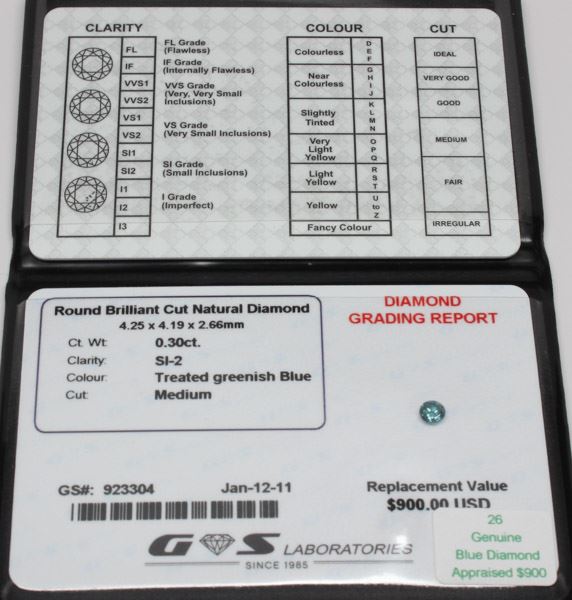 CLARITY
FL
IF
VVS1
VVS2
VS1
VS2
SI1
SI2
I1
I2
I3
FL Grade
(Flawless)
IF Grade
(Internally Flawless)
VVS Grade
(Very, Very Small
Inclusions)
VS Grade
(Very Small Inclusions)
SI Grade
(Small Inclusions)
I Grade
(Imperfect)
COLOUR
Colourless
D
E
F
Near
Colourless
G
H
I
J
Slightly
Tinted
K
L
M
N
Very
Light
Yellow
O
P
Q
Light
Yellow
R
S
T
Yellow
U
to
Z
Fancy Colour
CUT
IDEAL
VERY GOOD
GOOD
MEDIUM
FAIR
IRREGULAR
Round Brilliant Cut Natural Diamond
4.25 x 4.19 x 2.66mm
Ct. Wt: 0.30ct.
Clarity: SI-2
Colour: Treated greenish Blue
Cut: Medium
DIAMOND
GRADING REPORT
GS#: 923304 Jan-12-11
Replacement Value
$900.00 USD
G S LABORATORIES
SINCE 1985
26
Genuine
Blue Diamond
Appraised $900